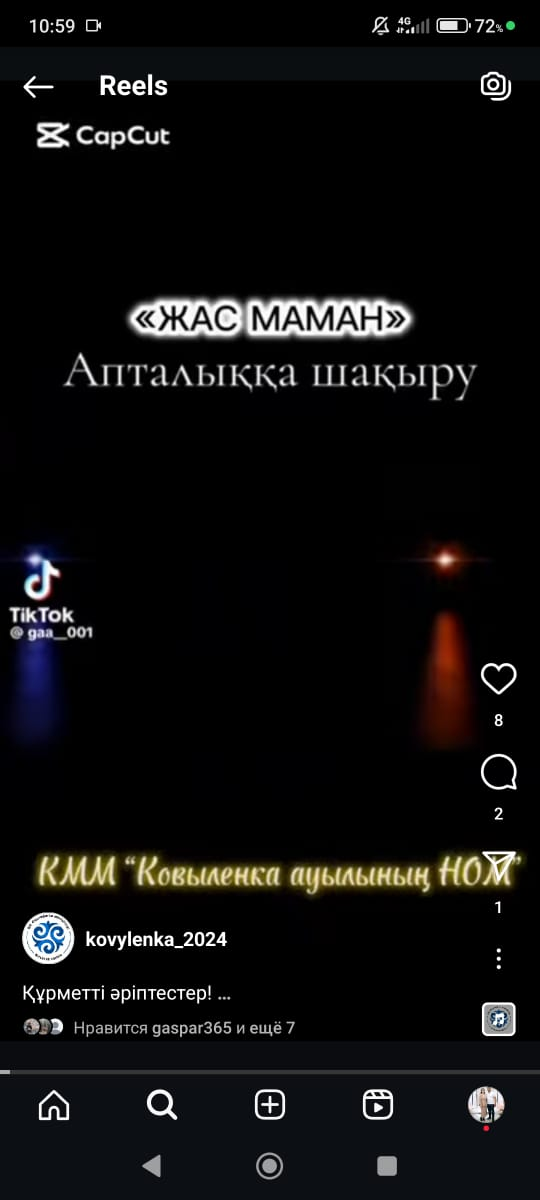 10:59
4G
72%
Reels
CapCut
«ЖАС МАМАН»
Апталыққа шақыру
TikTok
@ gaa__001
8
2
КММ “Ковыленка ауылының НОМ”
1
kovylenka_2024
Құрметті әріптестер! ...
Нравится gaspar365 и ещё 7